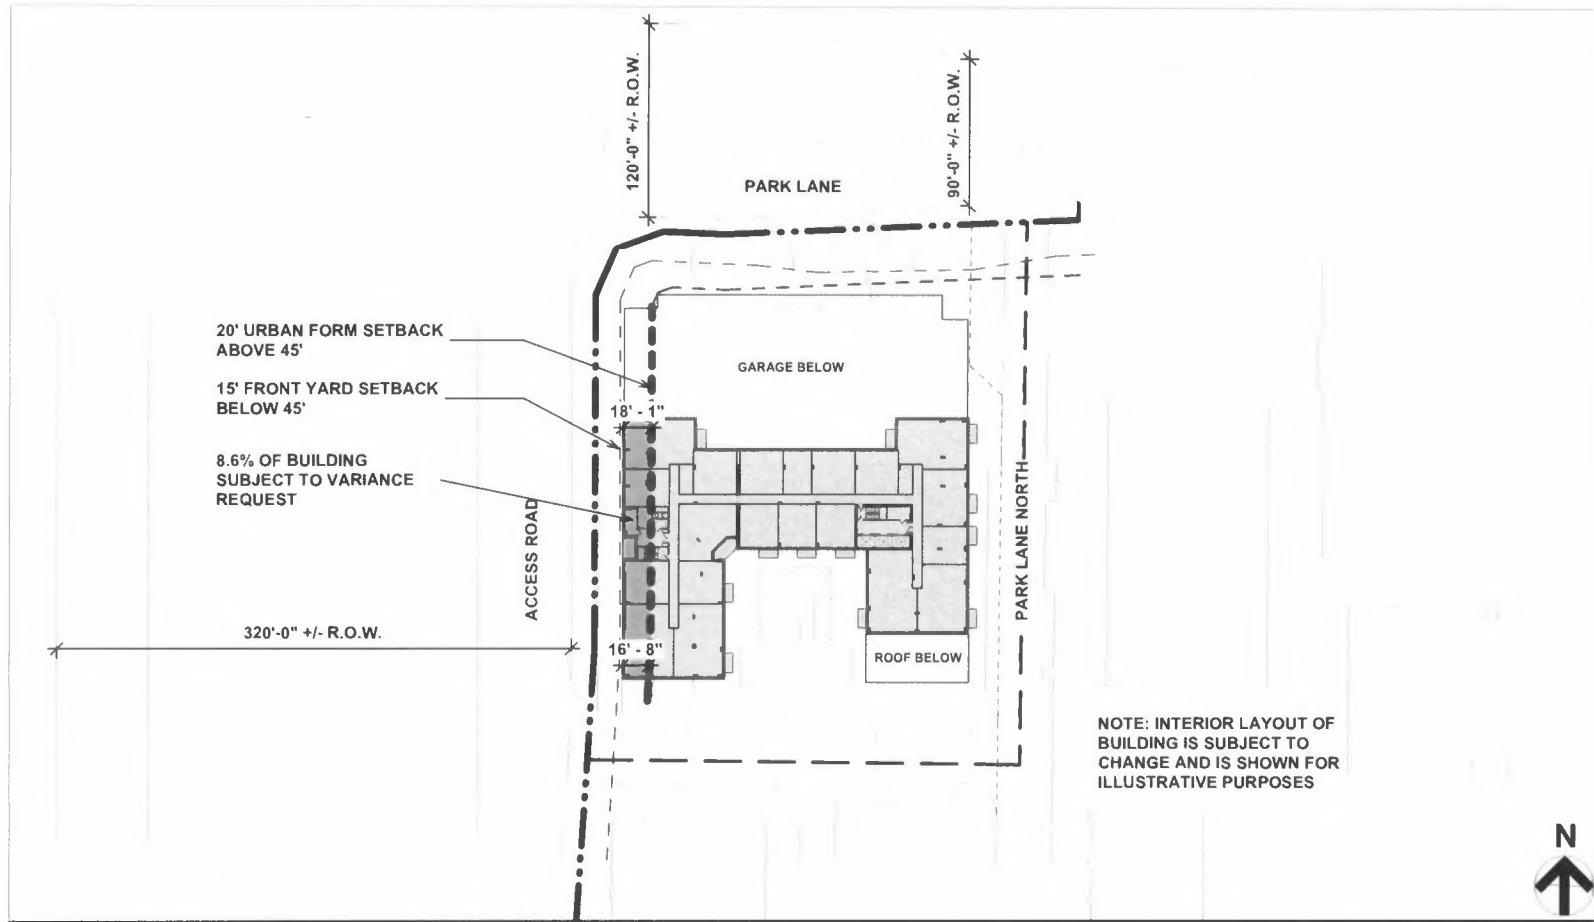 120'-0" +/- R.O.W.
90'-0" +/- R.O.W.
PARK LANE
20' URBAN FORM SETBACK
ABOVE 45'
GARAGE BELOW
15' FRONT YARD SETBACK
BELOW 45'
18' - 1"
8.6% OF BUILDING
SUBJECT TO VARIANCE
REQUEST
ACCESS ROAD
PARK LANE NORTH
320'-0" +/- R.O.W.
16' - 8"
ROOF BELOW
NOTE: INTERIOR LAYOUT OF
BUILDING IS SUBJECT TO
CHANGE AND IS SHOWN FOR
ILLUSTRATIVE PURPOSES
N